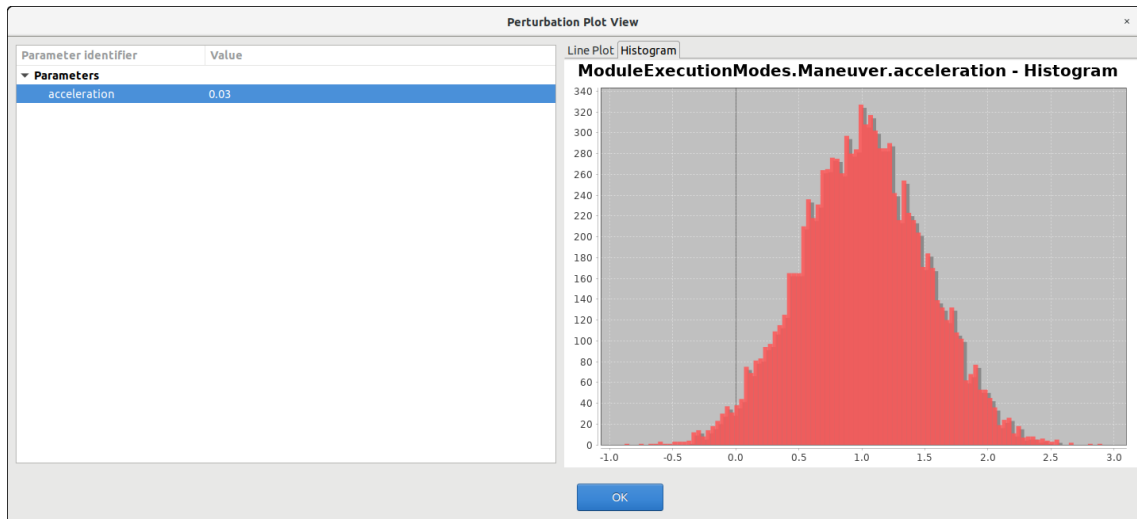 Perturbation Plot View
×
Parameter identifier Value
Parameters
acceleration 0.03
Line Plot Histogram
ModuleExecutionModes.Maneuver.acceleration - Histogram
340
320
300
280
260
240
220
200
180
160
140
120
100
80
60
40
20
0
-1.0 -0.5 0.0 0.5 1.0 1.5 2.0 2.5 3.0
OK